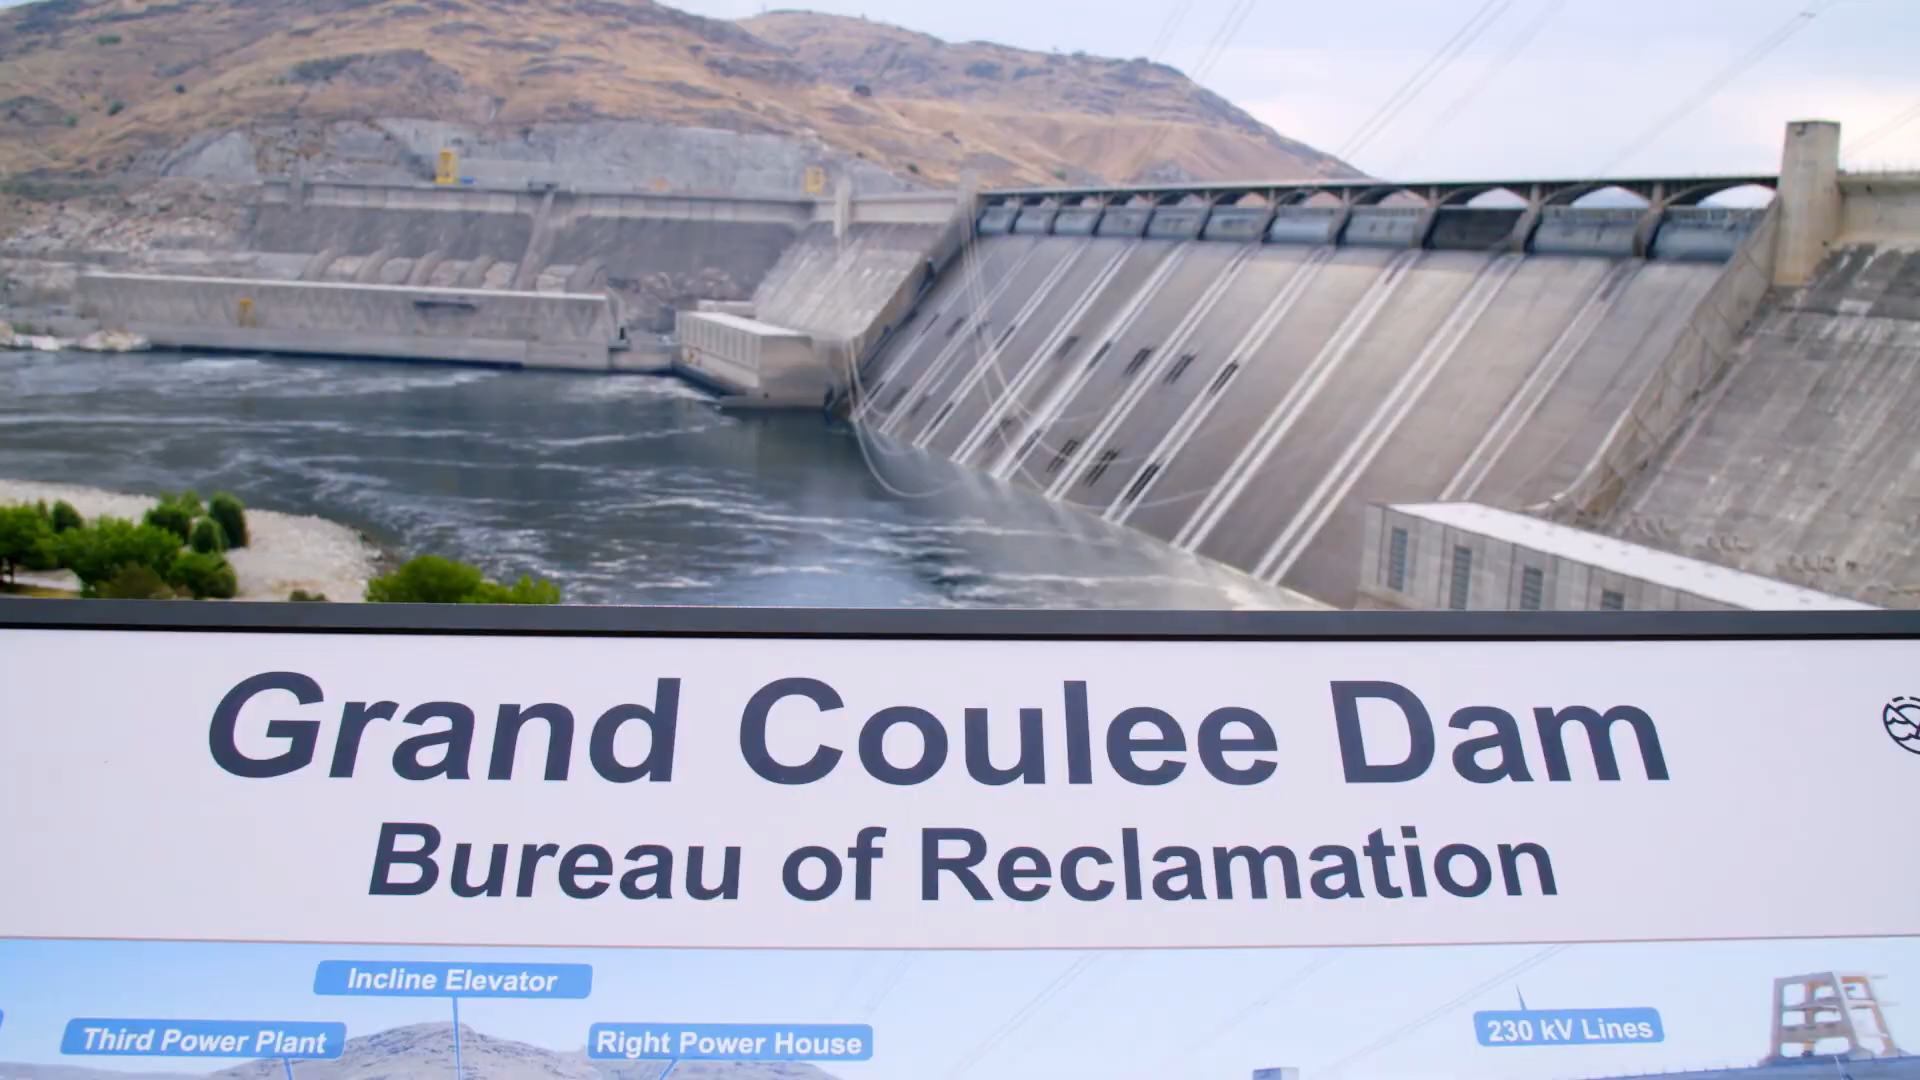 Grand Coulee Dam
Bureau of Reclamation
Incline Elevator
Third Power Plant
Right Power House
230 kV Lines